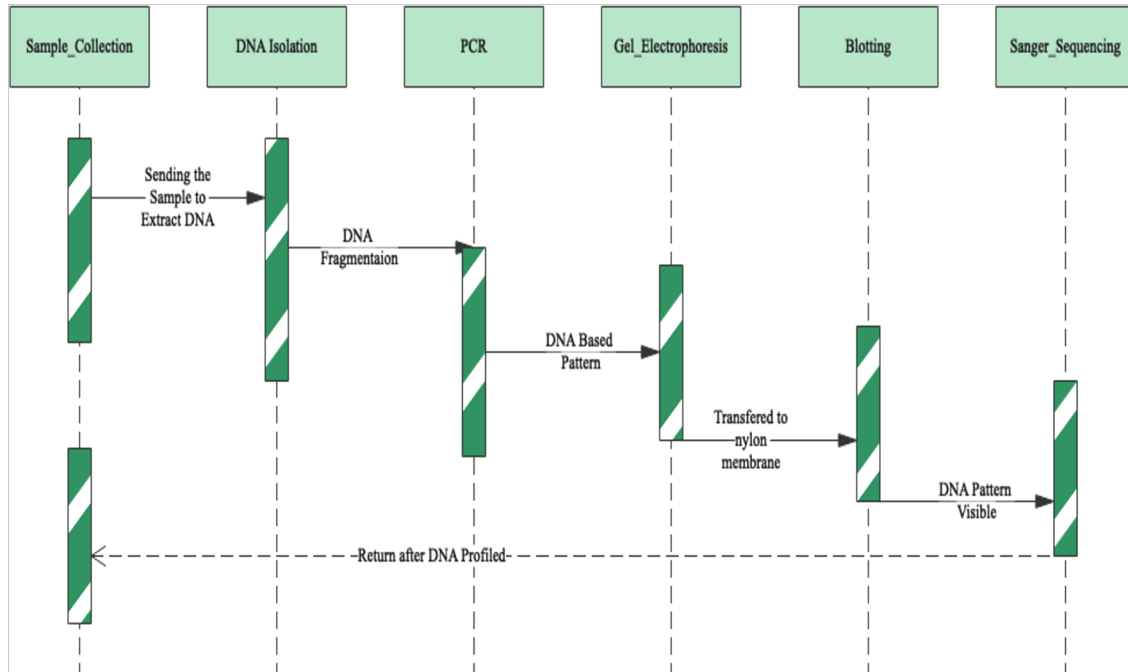 Sample_Collection
DNA Isolation
PCR
Gel_Electrophoresis
Blotting
Sanger_Sequencing
Sending the
Sample to
Extract DNA
DNA
Fragmentaion
DNA Based
Pattern
Transfered to
nylon
membrane
DNA Pattern
Visible
Return after DNA Profiled